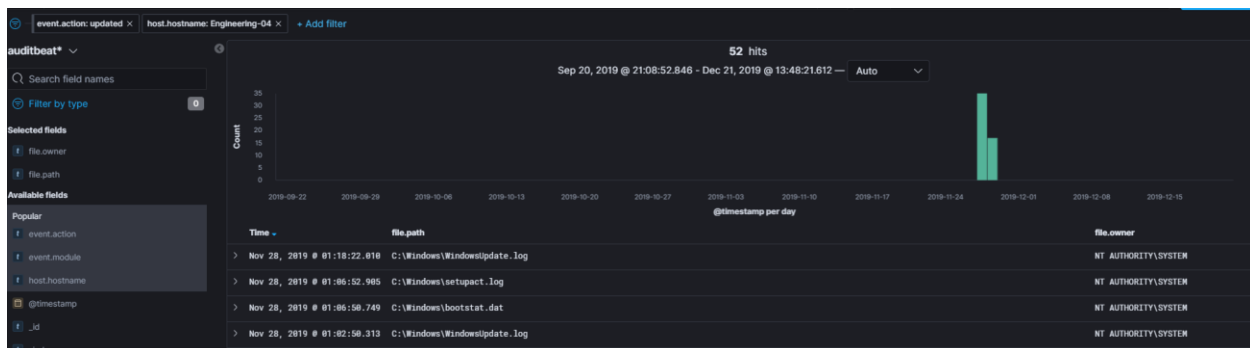 event.action: updated × host.hostname: Engineering-04 × + Add filter
auditbeat*
Search field names
Filter by type 0
Selected fields
t file.owner
t file.path
Available fields
Popular
t event.action
t event.module
t host.hostname
@timestamp
t _id
52 hits
Sep 20, 2019 @ 21:08:52.846 - Dec 21, 2019 @ 13:48:21.612 — Auto
Count
35
30
25
20
15
10
5
0
2019-09-22 2019-09-29 2019-10-06 2019-10-13 2019-10-20 2019-10-27 2019-11-03 2019-11-10 2019-11-17 2019-11-24 2019-12-01 2019-12-08 2019-12-15
@timestamp per day
Time file.path file.owner
> Nov 28, 2019 @ 01:18:22.010 C:\Windows\WindowsUpdate.log NT AUTHORITY\SYSTEM
> Nov 28, 2019 @ 01:06:52.905 C:\Windows\setupact.log NT AUTHORITY\SYSTEM
> Nov 28, 2019 @ 01:06:50.749 C:\Windows\bootstat.dat NT AUTHORITY\SYSTEM
> Nov 28, 2019 @ 01:02:50.313 C:\Windows\WindowsUpdate.log NT AUTHORITY\SYSTEM